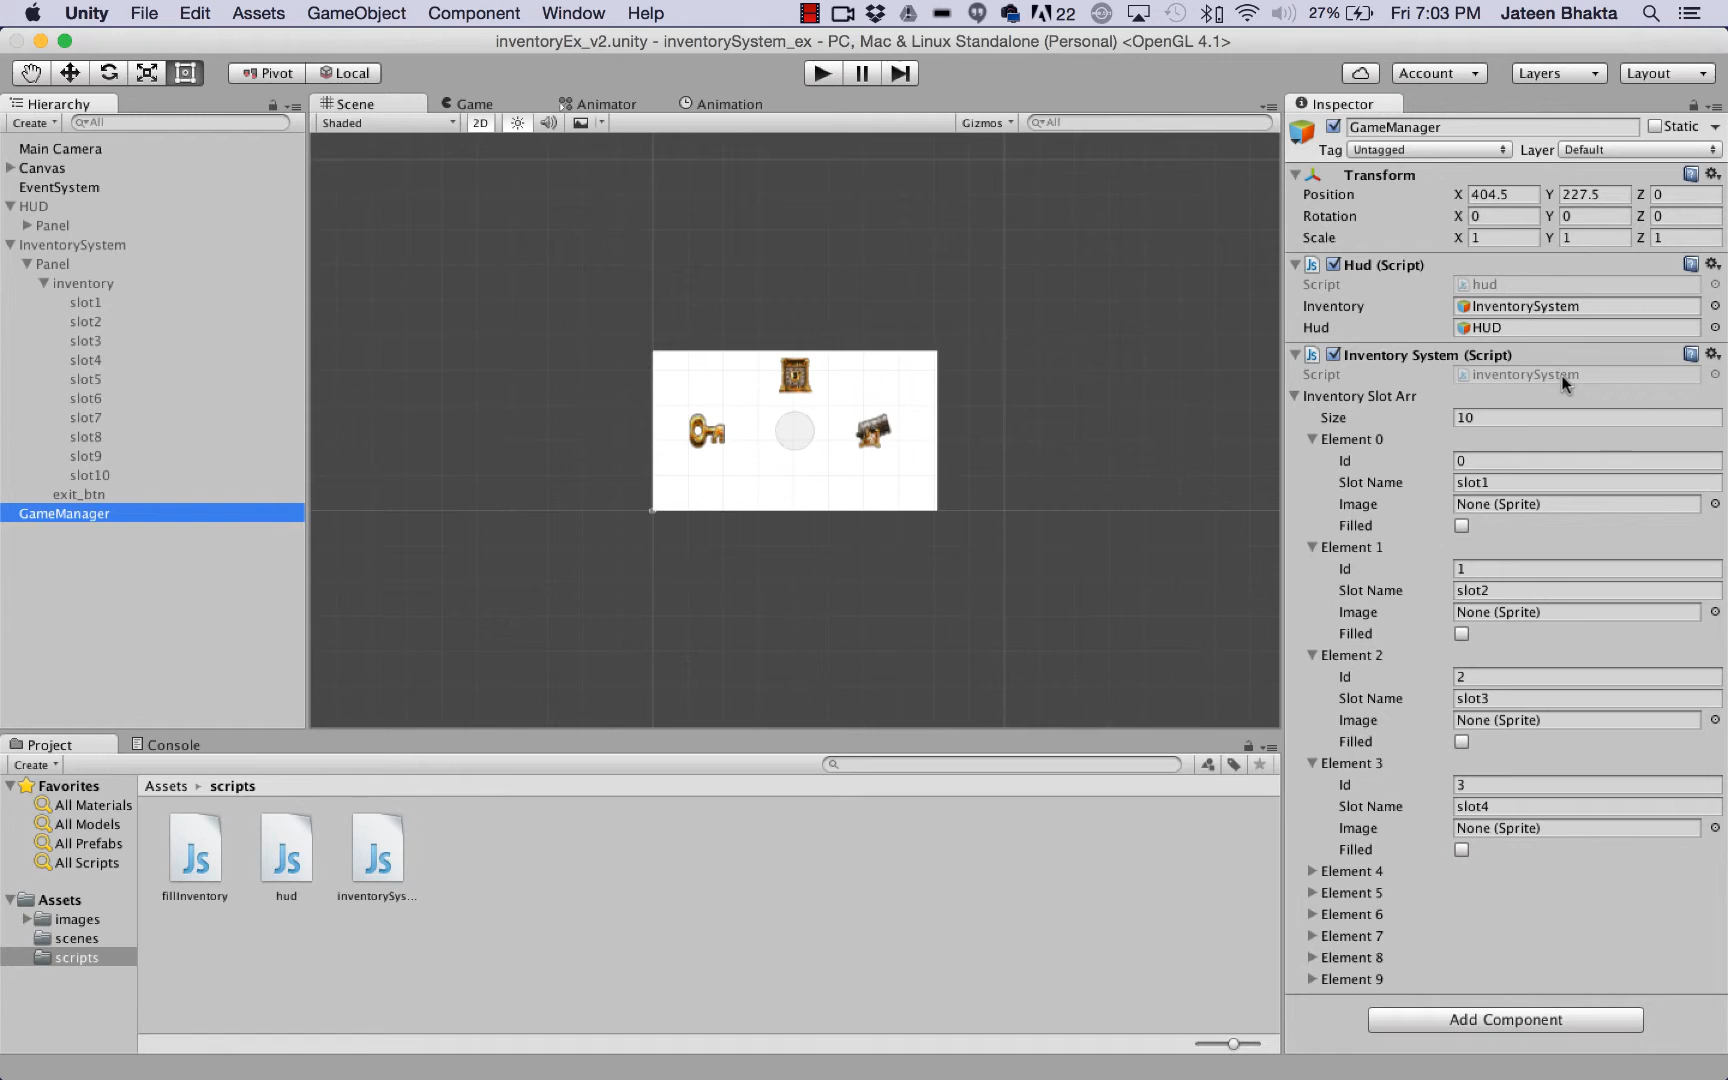 Unity File Edit Assets GameObject Component Window Help 22 27% Fri 7:03 PM Jateen Bhakta
inventoryEx_v2.unity - inventorySystem_ex - PC, Mac & Linux Standalone (Personal) <OpenGL 4.1>
Pivot Local Account Layers Layout
Hierarchy
Create All
Main Camera
Canvas
EventSystem
HUD
Panel
InventorySystem
Panel
inventory
slot1
slot2
slot3
slot4
slot5
slot6
slot7
slot8
slot9
slot10
exit_btn
GameManager
Scene Game Animator Animation
Shaded 2D Gizmos All
Inspector
GameManager Static
Tag Untagged Layer Default
Transform
Position X 404.5 Y 227.5 Z 0
Rotation X 0 Y 0 Z 0
Scale X 1 Y 1 Z 1
Hud (Script)
Script hud
Inventory InventorySystem
Hud HUD
Inventory System (Script)
Script inventorySystem
Inventory Slot Arr
Size 10
Element 0
Id 0
Slot Name slot1
Image None (Sprite)
Filled
Element 1
Id 1
Slot Name slot2
Image None (Sprite)
Filled
Element 2
Id 2
Slot Name slot3
Image None (Sprite)
Filled
Element 3
Id 3
Slot Name slot4
Image None (Sprite)
Filled
Element 4
Element 5
Element 6
Element 7
Element 8
Element 9
Add Component
Project Console
Create
Favorites
All Materials
All Models
All Prefabs
All Scripts
Assets
images
scenes
scripts
Assets scripts
Js Js Js
fillInventory hud inventorySys...